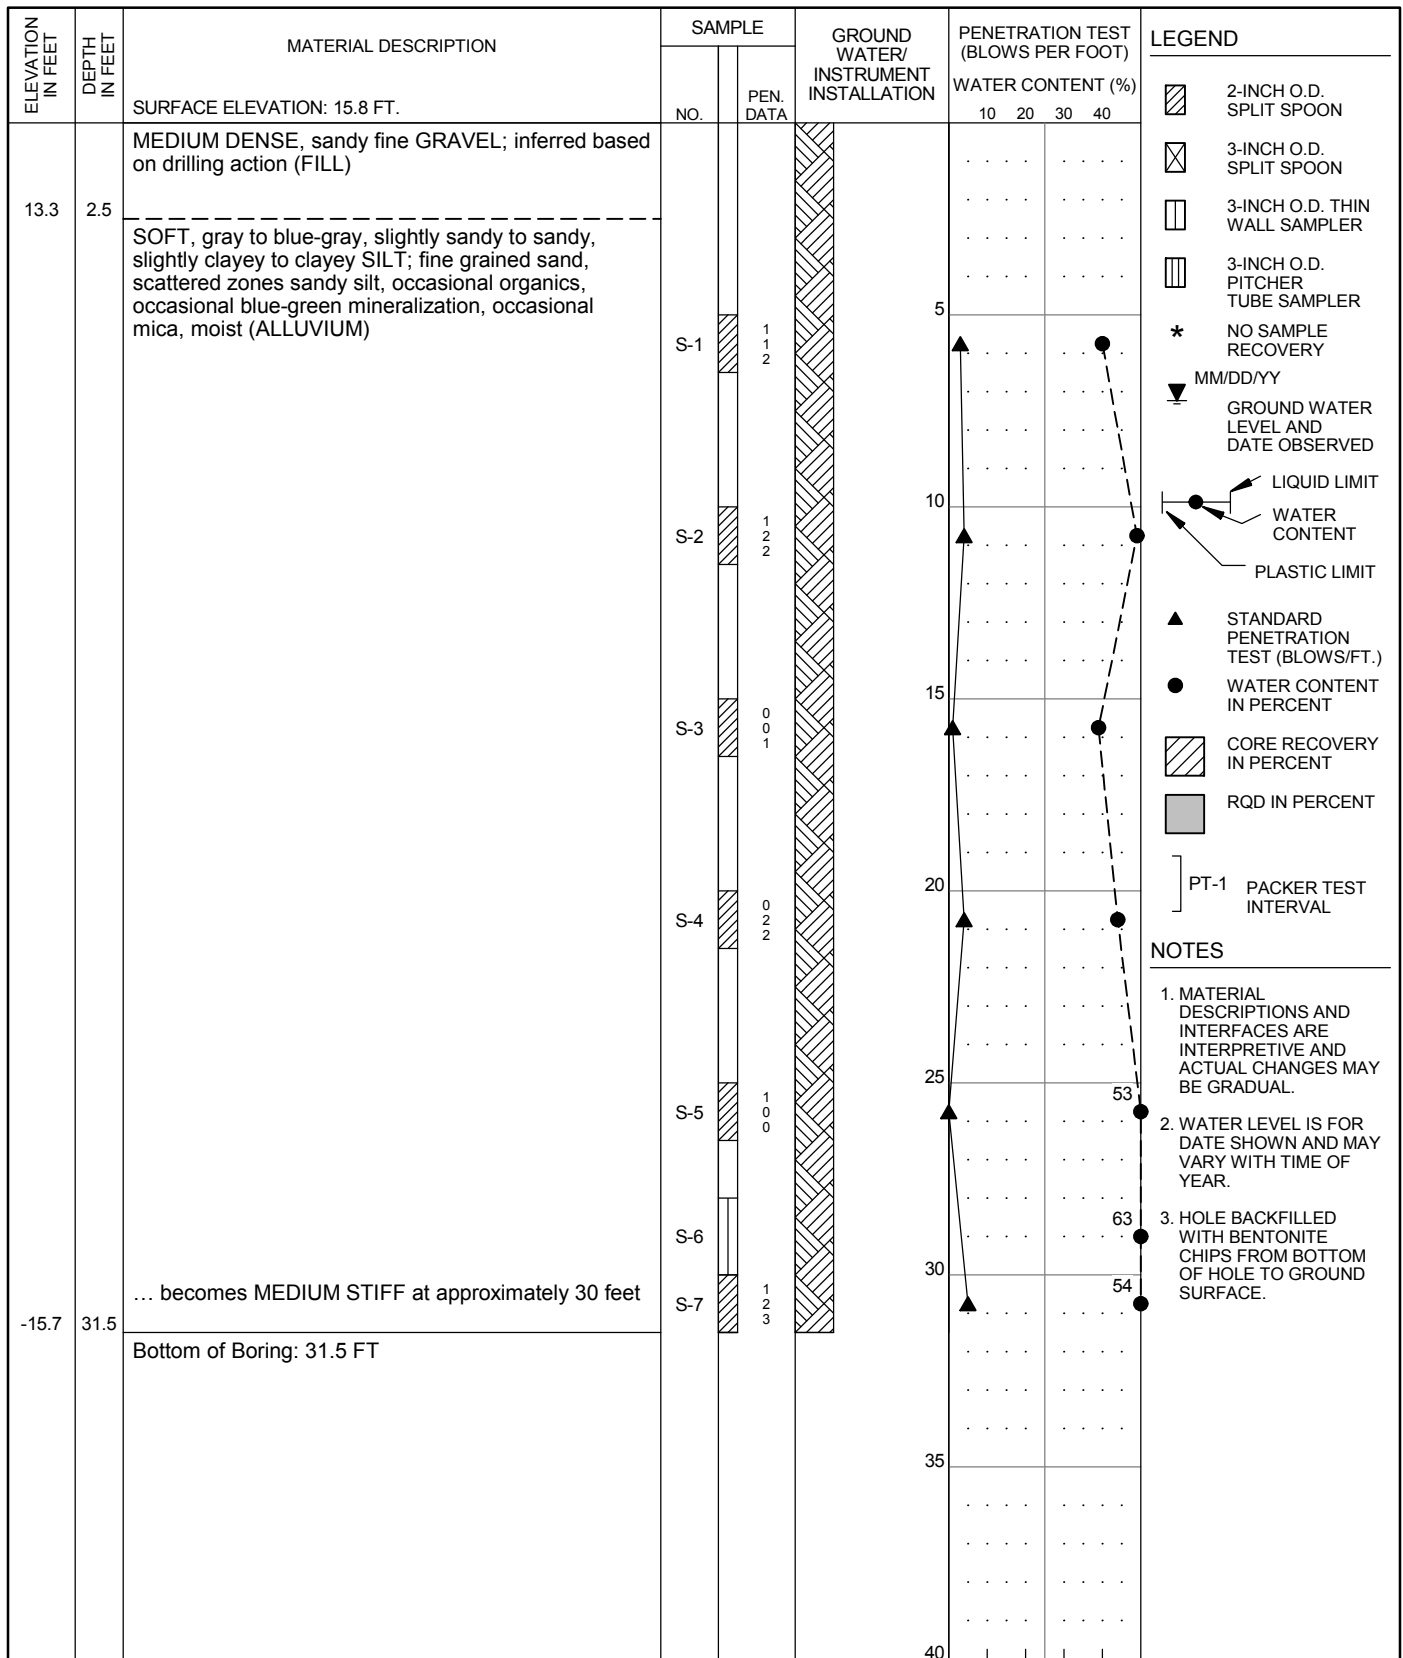 ELEVATION
IN FEET
DEPTH
IN FEET
MATERIAL DESCRIPTION
SURFACE ELEVATION: 15.8 FT.
SAMPLE
NO.
PEN.
DATA
GROUND
WATER/
INSTRUMENT
INSTALLATION
PENETRATION TEST
(BLOWS PER FOOT)
WATER CONTENT (%)
10 20 30 40
MEDIUM DENSE, sandy fine GRAVEL; inferred based
on drilling action (FILL)
13.3 2.5
SOFT, gray to blue-gray, slightly sandy to sandy,
slightly clayey to clayey SILT; fine grained sand,
scattered zones sandy silt, occasional organics,
occasional blue-green mineralization, occasional
mica, moist (ALLUVIUM)
5
S-1
1
1
2
10
S-2
1
2
2
15
S-3
0
0
1
20
S-4
0
2
2
25
53
S-5
1
0
0
63
S-6
30
54
… becomes MEDIUM STIFF at approximately 30 feet
S-7
1
2
3
-15.7 31.5
Bottom of Boring: 31.5 FT
35
40
LEGEND
2-INCH O.D.
SPLIT SPOON
3-INCH O.D.
SPLIT SPOON
3-INCH O.D. THIN
WALL SAMPLER
3-INCH O.D.
PITCHER
TUBE SAMPLER
* NO SAMPLE
RECOVERY
MM/DD/YY
GROUND WATER
LEVEL AND
DATE OBSERVED
LIQUID LIMIT
WATER
CONTENT
PLASTIC LIMIT
STANDARD
PENETRATION
TEST (BLOWS/FT.)
WATER CONTENT
IN PERCENT
CORE RECOVERY
IN PERCENT
RQD IN PERCENT
PT-1 PACKER TEST
INTERVAL
NOTES
1. MATERIAL
DESCRIPTIONS AND
INTERFACES ARE
INTERPRETIVE AND
ACTUAL CHANGES MAY
BE GRADUAL.
2. WATER LEVEL IS FOR
DATE SHOWN AND MAY
VARY WITH TIME OF
YEAR.
3. HOLE BACKFILLED
WITH BENTONITE
CHIPS FROM BOTTOM
OF HOLE TO GROUND
SURFACE.